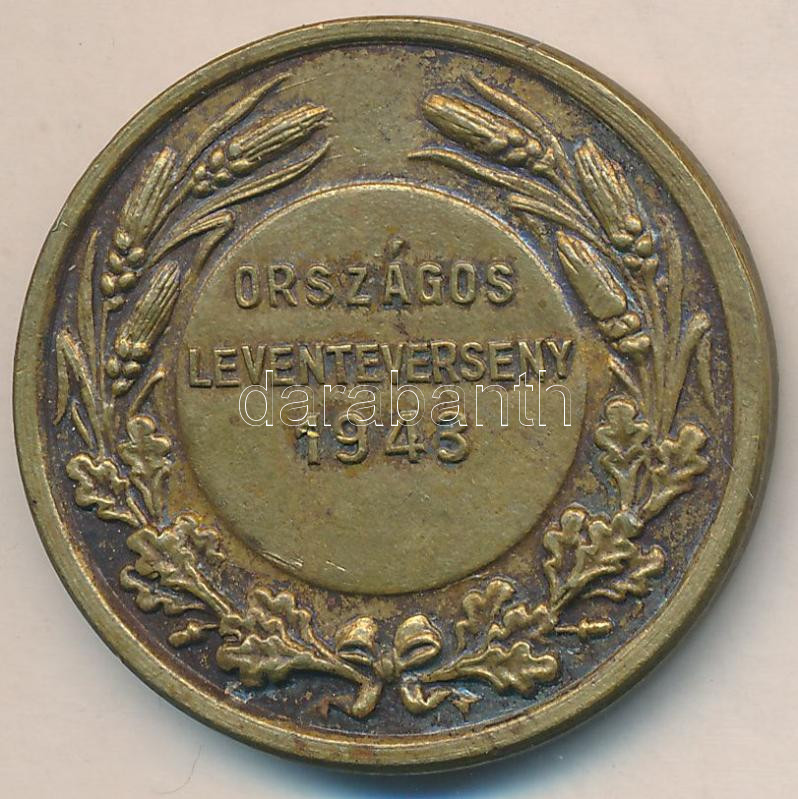 ORSZÁGOS
LEVENTEVERSENY
darabanth
1943